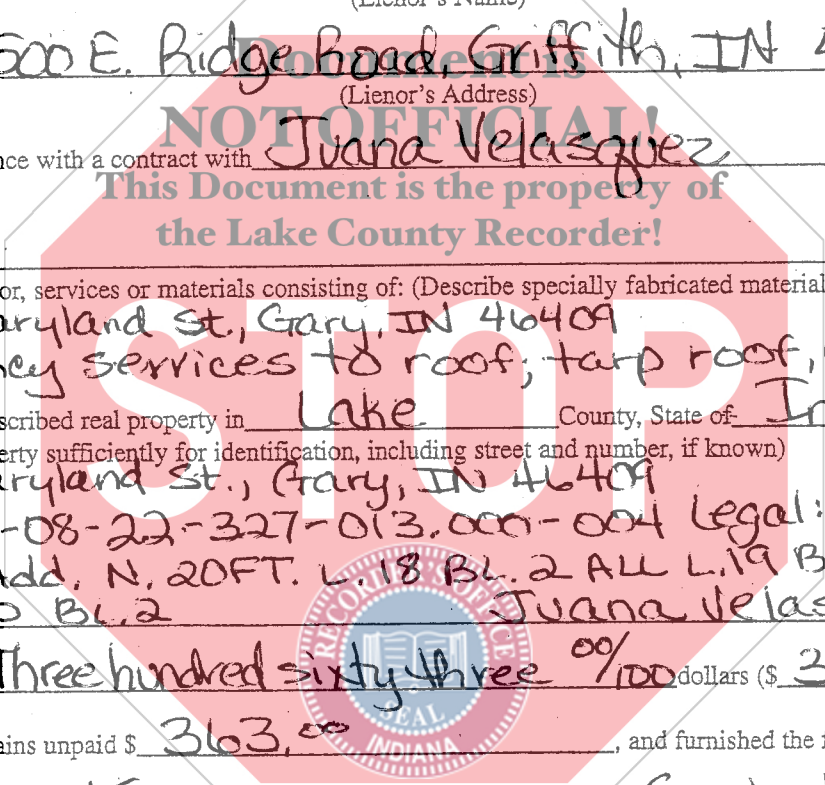 (Lienor's Name)
500 E. Ridge Road, Griffith, IN 4
Document is
(Lienor's Address)
NOT OFFICIAL!
nce with a contract with Juana Velasquez
This Document is the property of
the Lake County Recorder!
or, services or materials consisting of: (Describe specially fabricated material
aryland St., Gary, IN 46409
ncy services to roof; tarp roof,
STOP
scribed real property in Lake County, State of In
erty sufficiently for identification, including street and number, if known)
aryland St., Gary, IN 46409
-08-22-327-013.000-004 Legal:
Add. N. 20FT. L. 18 BL. 2 ALL L.19 B
BL.2 Juana Velas
Three hundred sixty three 00/100 dollars ($ 3
RECORDER OFFICE
SEAL
INDIANA
ains unpaid $ 363.00, and furnished the